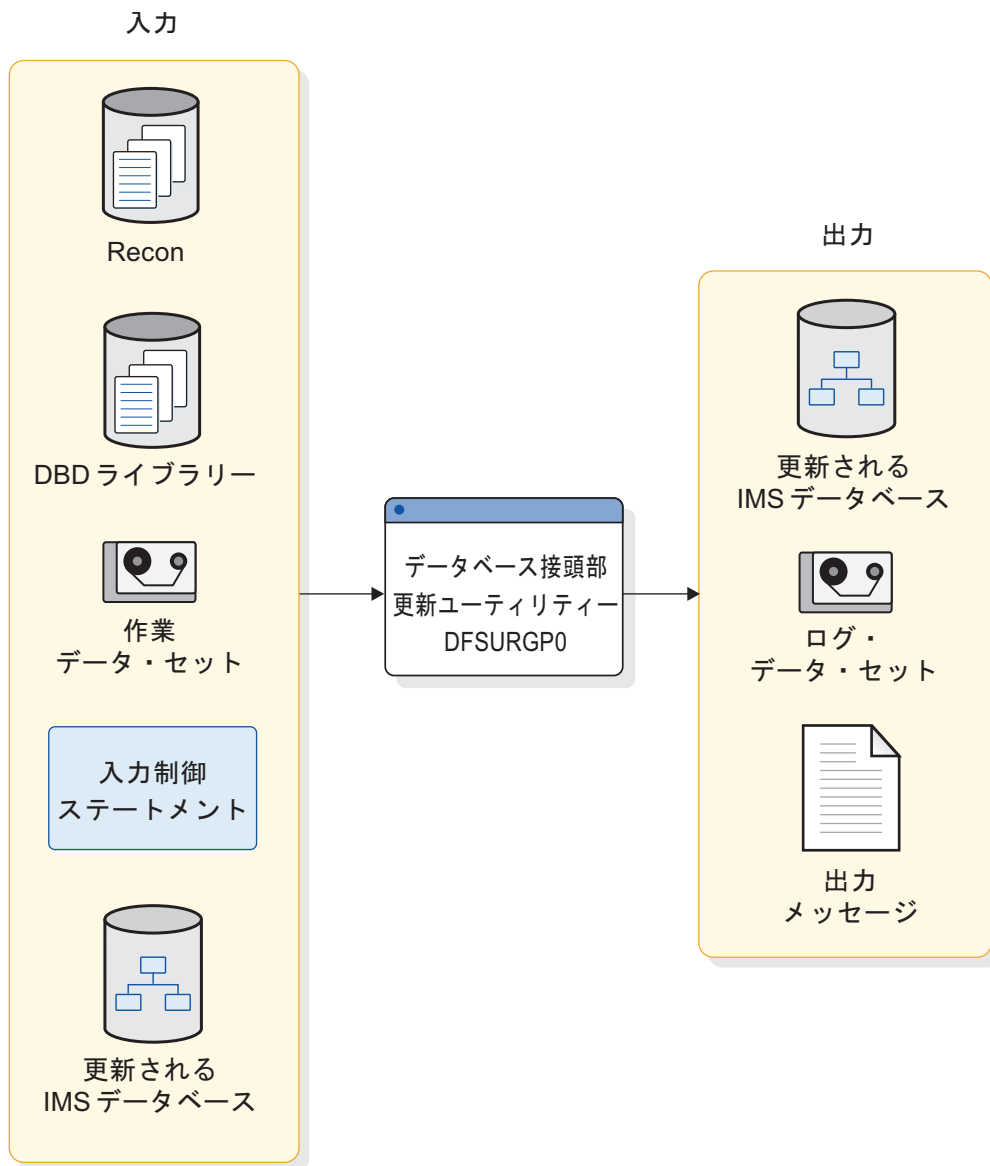 入力
Recon
DBD ライブラリー
作業
データ・セット
入力制御
ステートメント
更新される
IMS データベース
データベース接頭部
更新ユーティリティー
DFSURGP0
出力
更新される
IMS データベース
ログ・
データ・セット
出力
メッセージ